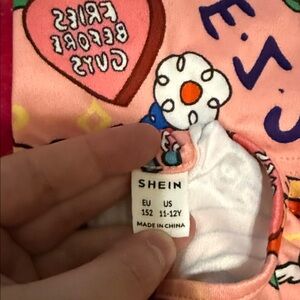 FRIES
BEFORE
GUYS
E.S.
SHEIN
EU US
152 11-12Y
MADE IN CHINA